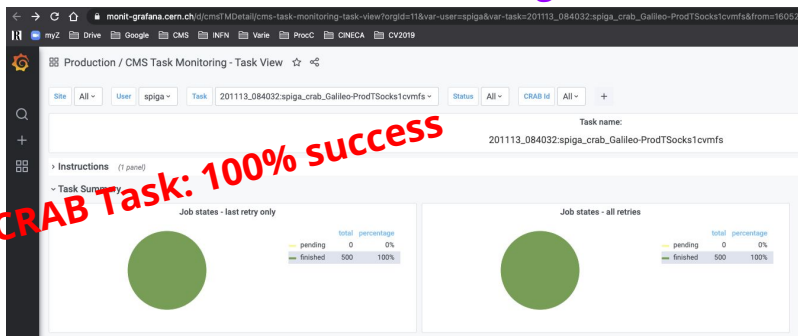 monit-grafana.cern.ch/d/cmsTMDetail/cms-task-monitoring-task-view?orgId=11&var-user=spiga&var-task=201113_084032:spiga_crab_Galileo-ProdTSocks1cvmfs&from=16052
myZ Drive Google CMS INFN Varie ProcC CINECA CV2019
Production / CMS Task Monitoring - Task View
Site All User spiga Task 201113_084032:spiga_crab_Galileo-ProdTSocks1cvmfs Status All CRAB Id All +
Task name:
201113_084032:spiga_crab_Galileo-ProdTSocks1cvmfs
CRAB Task: 100% success
Instructions (1 panel)
Task Summary
Job states - last retry only
total percentage
pending 0 0%
finished 500 100%
Job states - all retries
total percentage
pending 0 0%
finished 500 100%